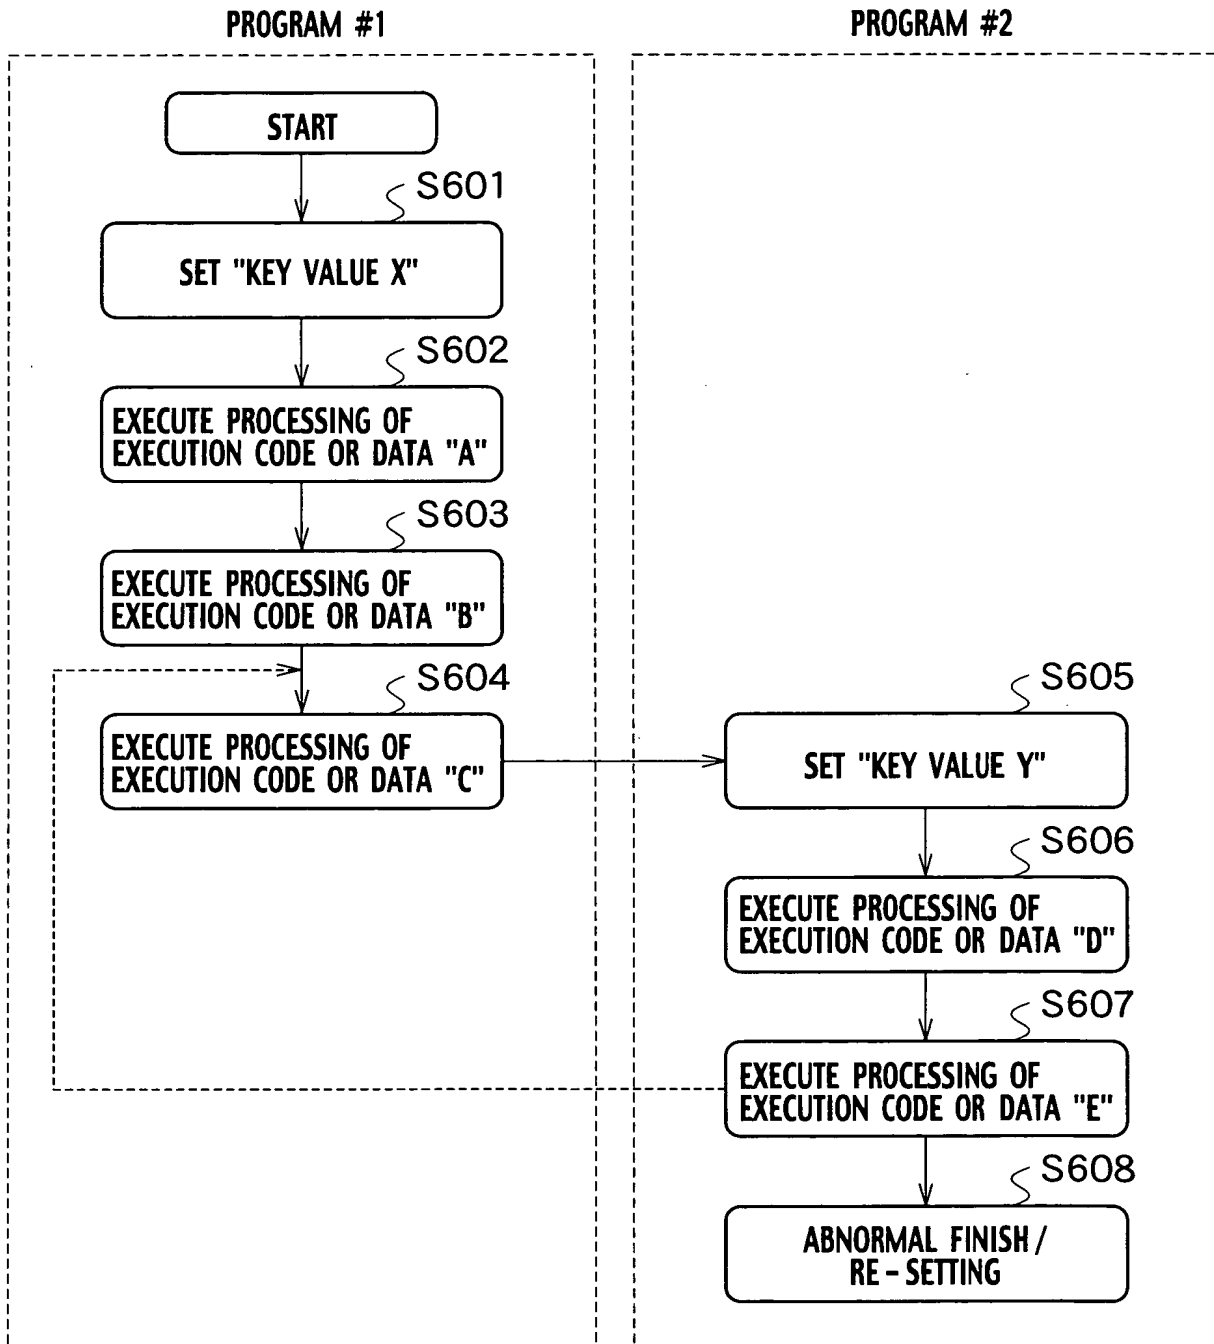 PROGRAM #1
PROGRAM #2
START
S601
SET "KEY VALUE X"
S602
EXECUTE PROCESSING OF
EXECUTION CODE OR DATA "A"
S603
EXECUTE PROCESSING OF
EXECUTION CODE OR DATA "B"
S604
EXECUTE PROCESSING OF
EXECUTION CODE OR DATA "C"
S605
SET "KEY VALUE Y"
S606
EXECUTE PROCESSING OF
EXECUTION CODE OR DATA "D"
S607
EXECUTE PROCESSING OF
EXECUTION CODE OR DATA "E"
S608
ABNORMAL FINISH /
RE - SETTING